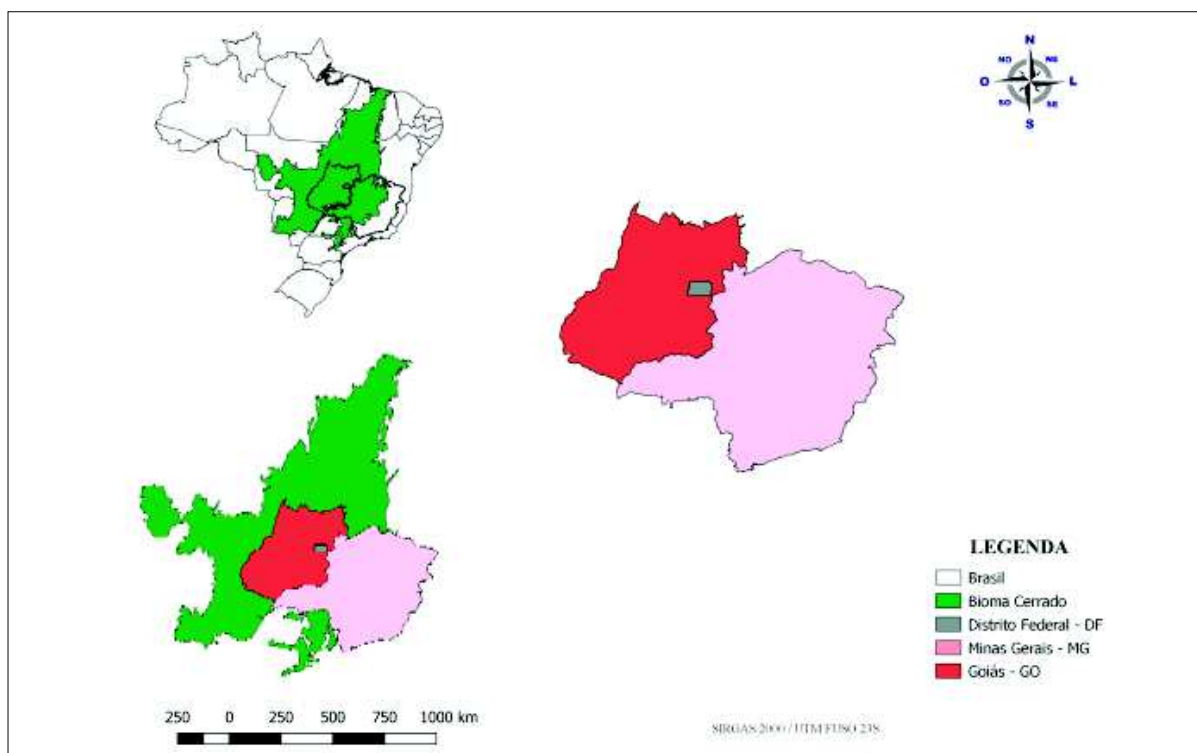 N
NO
NE
O
L
SO
SE
S
LEGENDA
Brasil
Bioma Cerrado
Distrito Federal - DF
Minas Gerais - MG
Goiás - GO
250 0 250 500 750 1000 km
SIRGAS 2000 / UTM FUSO 23S